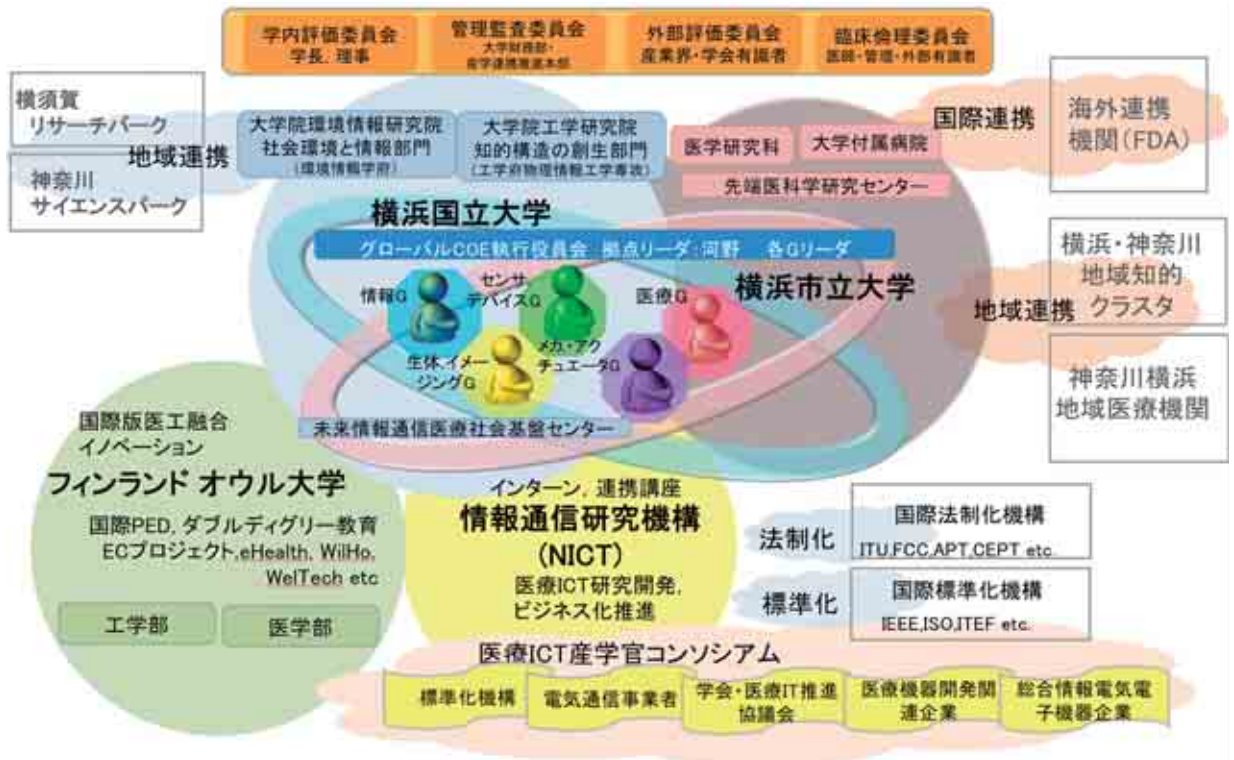 学内評価委員会
学長、理事
管理監査委員会
大学財務部・
産学連携推進本部
外部評価委員会
産業界・学会有識者
臨床倫理委員会
医師・管理・外部有識者
横須賀
リサーチパーク
神奈川
サイエンスパーク
地域連携
大学院環境情報研究院
社会環境と情報部門
(環境情報学府)
大学院工学研究院
知的構造の創生部門
(工学府物理情報工学専攻)
医学研究科
大学付属病院
先端医科学研究センター
国際連携
海外連携
機関(FDA)
横浜国立大学
グローバルCOE執行役員会 拠点リーダ:河野 各Gリーダ
横浜市立大学
情報G
センサ,
デバイスG
医療G
生体,イメー
ジングG
メカ・アク
チュエータG
未来情報通信医療社会基盤センター
地域連携
横浜・神奈川
地域知的
クラスタ
神奈川横浜
地域医療機関
国際版医工融合
イノベーション
フィンランド オウル大学
国際PED, ダブルディグリー教育
ECプロジェクト,eHealth, WilHo,
WelTech etc
工学部
医学部
インターン, 連携講座
情報通信研究機構
(NICT)
医療ICT研究開発,
ビジネス化推進
法制化
国際法制化機構
ITU,FCC,APT,CEPT etc.
標準化
国際標準化機構
IEEE,ISO,ITEF etc.
医療ICT産学官コンソシアム
標準化機構
電気通信事業者
学会・医療IT推進
協議会
医療機器開発関
連企業
総合情報電気電
子機器企業